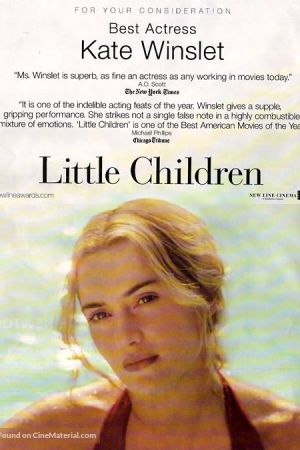 FOR YOUR CONSIDERATION
Best Actress
Kate Winslet
"Ms. Winslet is superb, as fine an actress as any working in movies today."
A.O. Scott
The New York Times
"It is one of the indelible acting feats of the year. Winslet gives a supple,
gripping performance. She strikes not a single false note in a highly combustible
mixture of emotions. 'Little Children' is one of the Best American Movies of the Yea
Michael Phillips
Chicago Tribune
Little Children
newlineawards.com
NEW LINE CINEMA
Found on CineMaterial.com